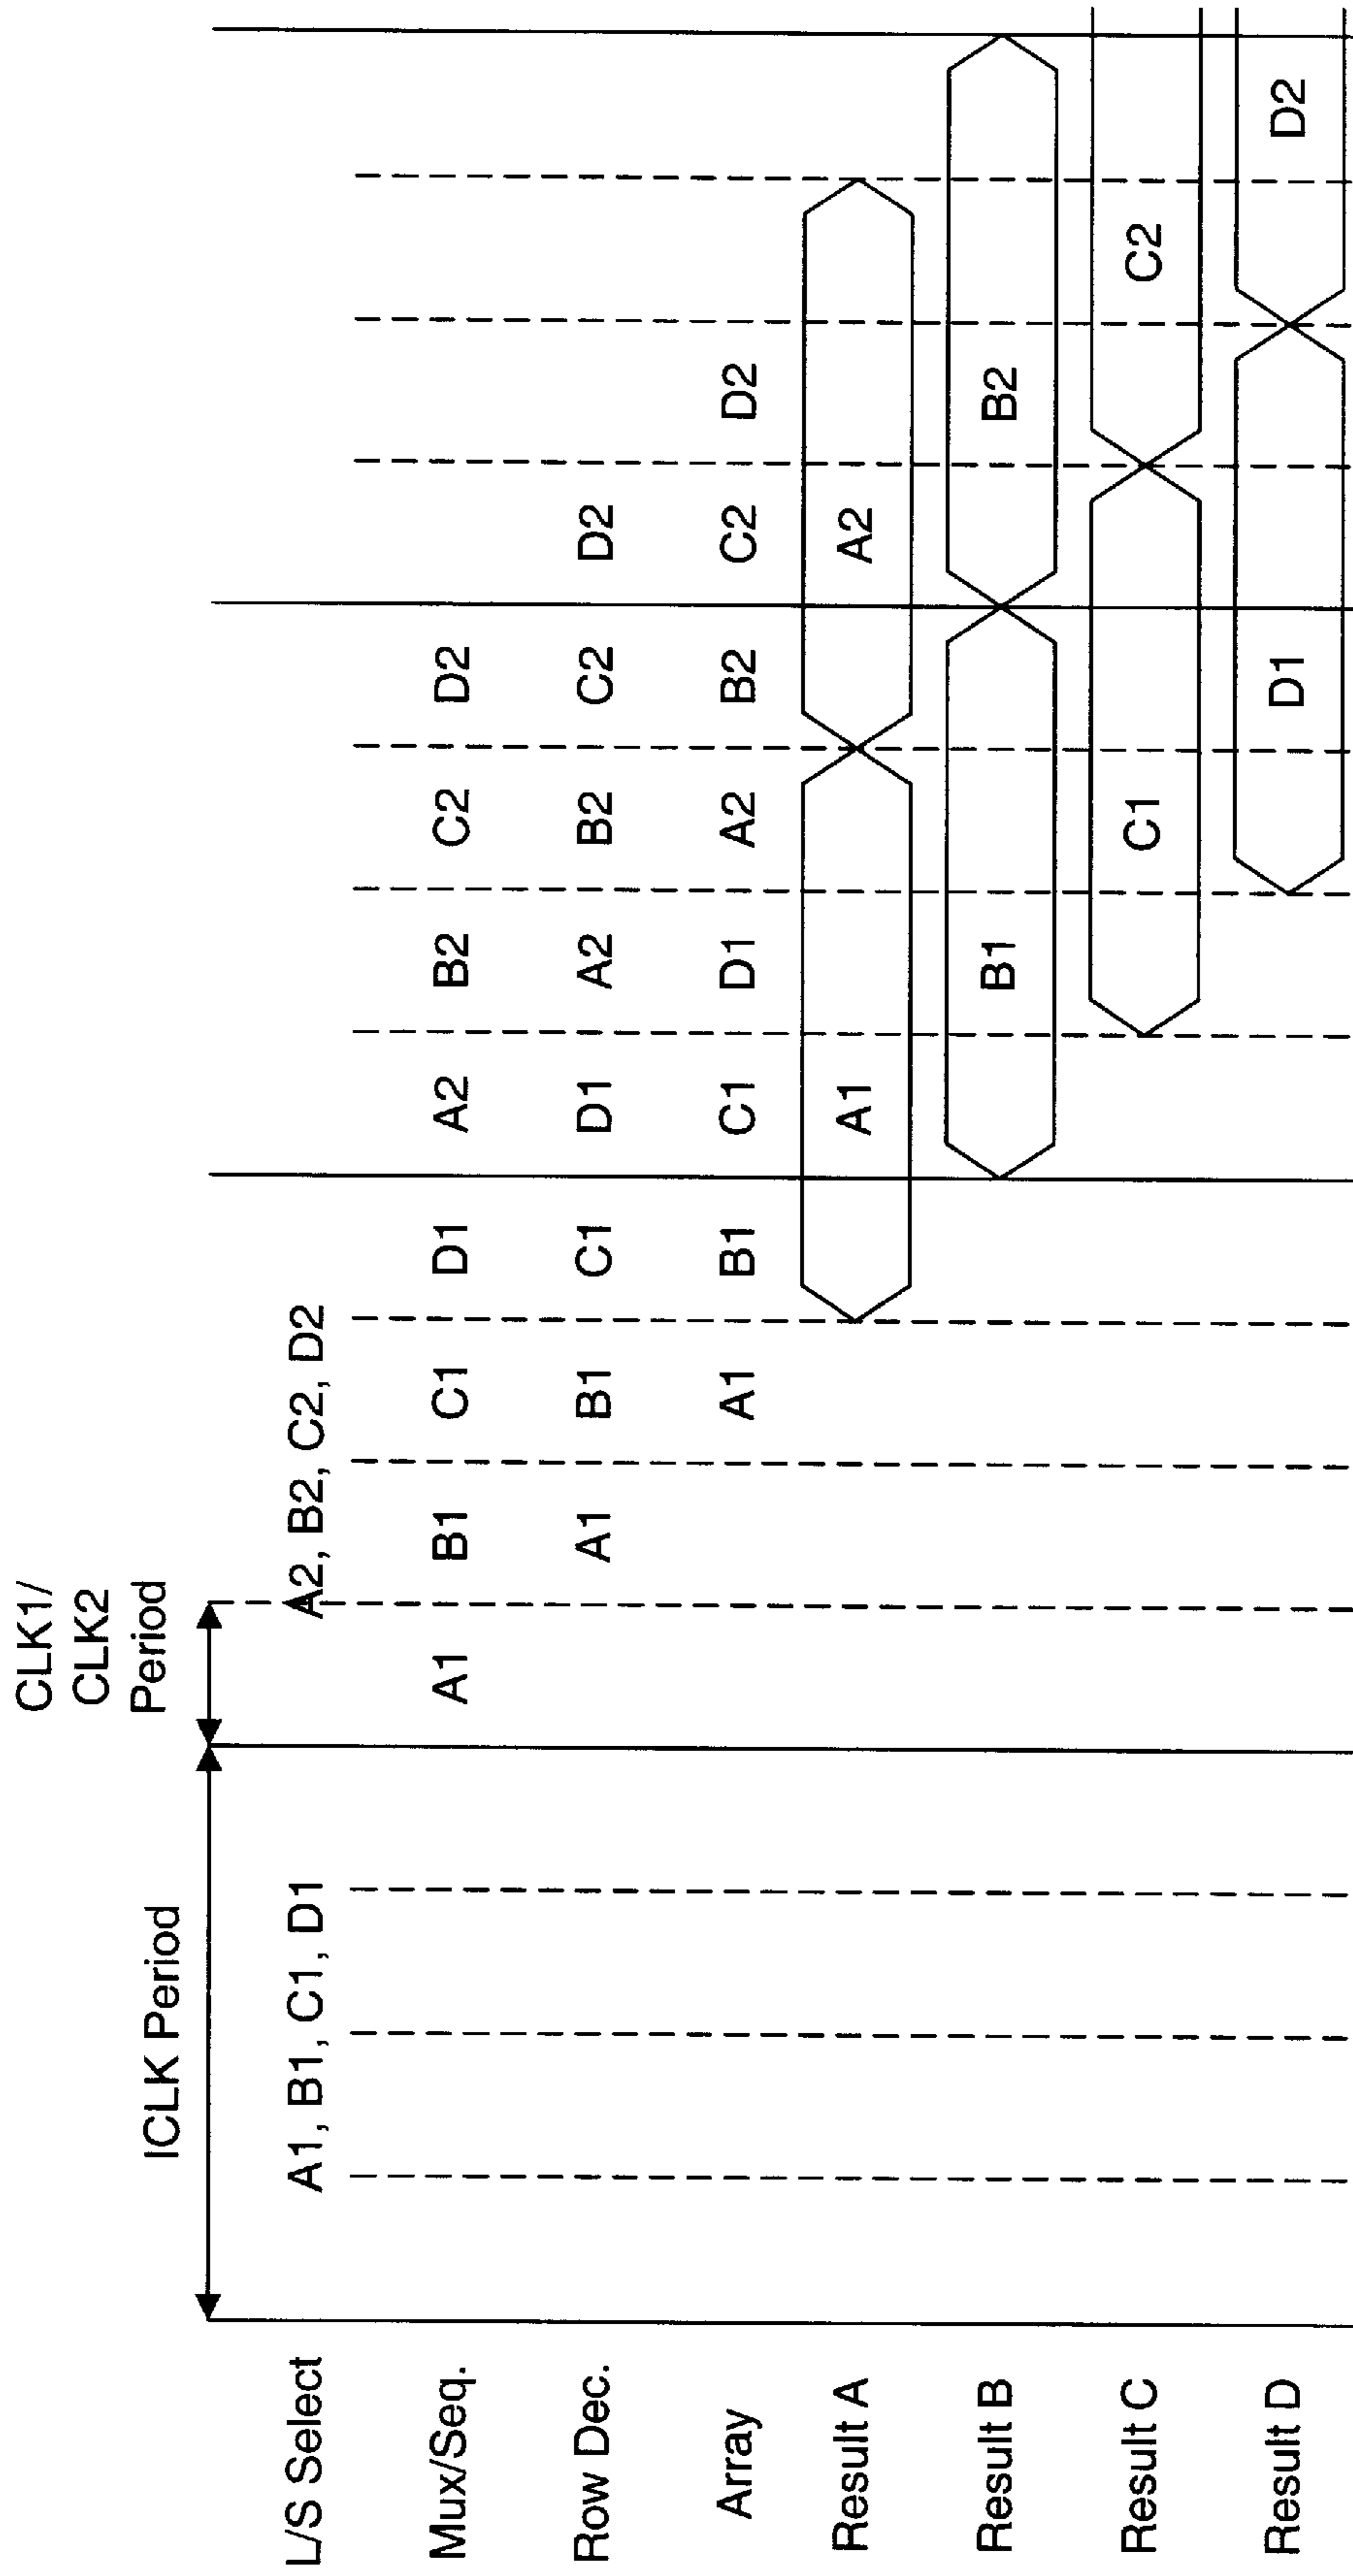 CLK1/
CLK2
Period
ICLK Period
L/S Select A1, B1, C1, D1 A2, B2, C2, D2
Mux/Seq. A1 B1 C1 D1 A2 B2 C2 D2
Row Dec. A1 B1 C1 D1 A2 B2 C2 D2
Array A1 B1 C1 D1 A2 B2 C2 D2
Result A A1 A2
Result B B1 B2
Result C C1 C2
Result D D1 D2